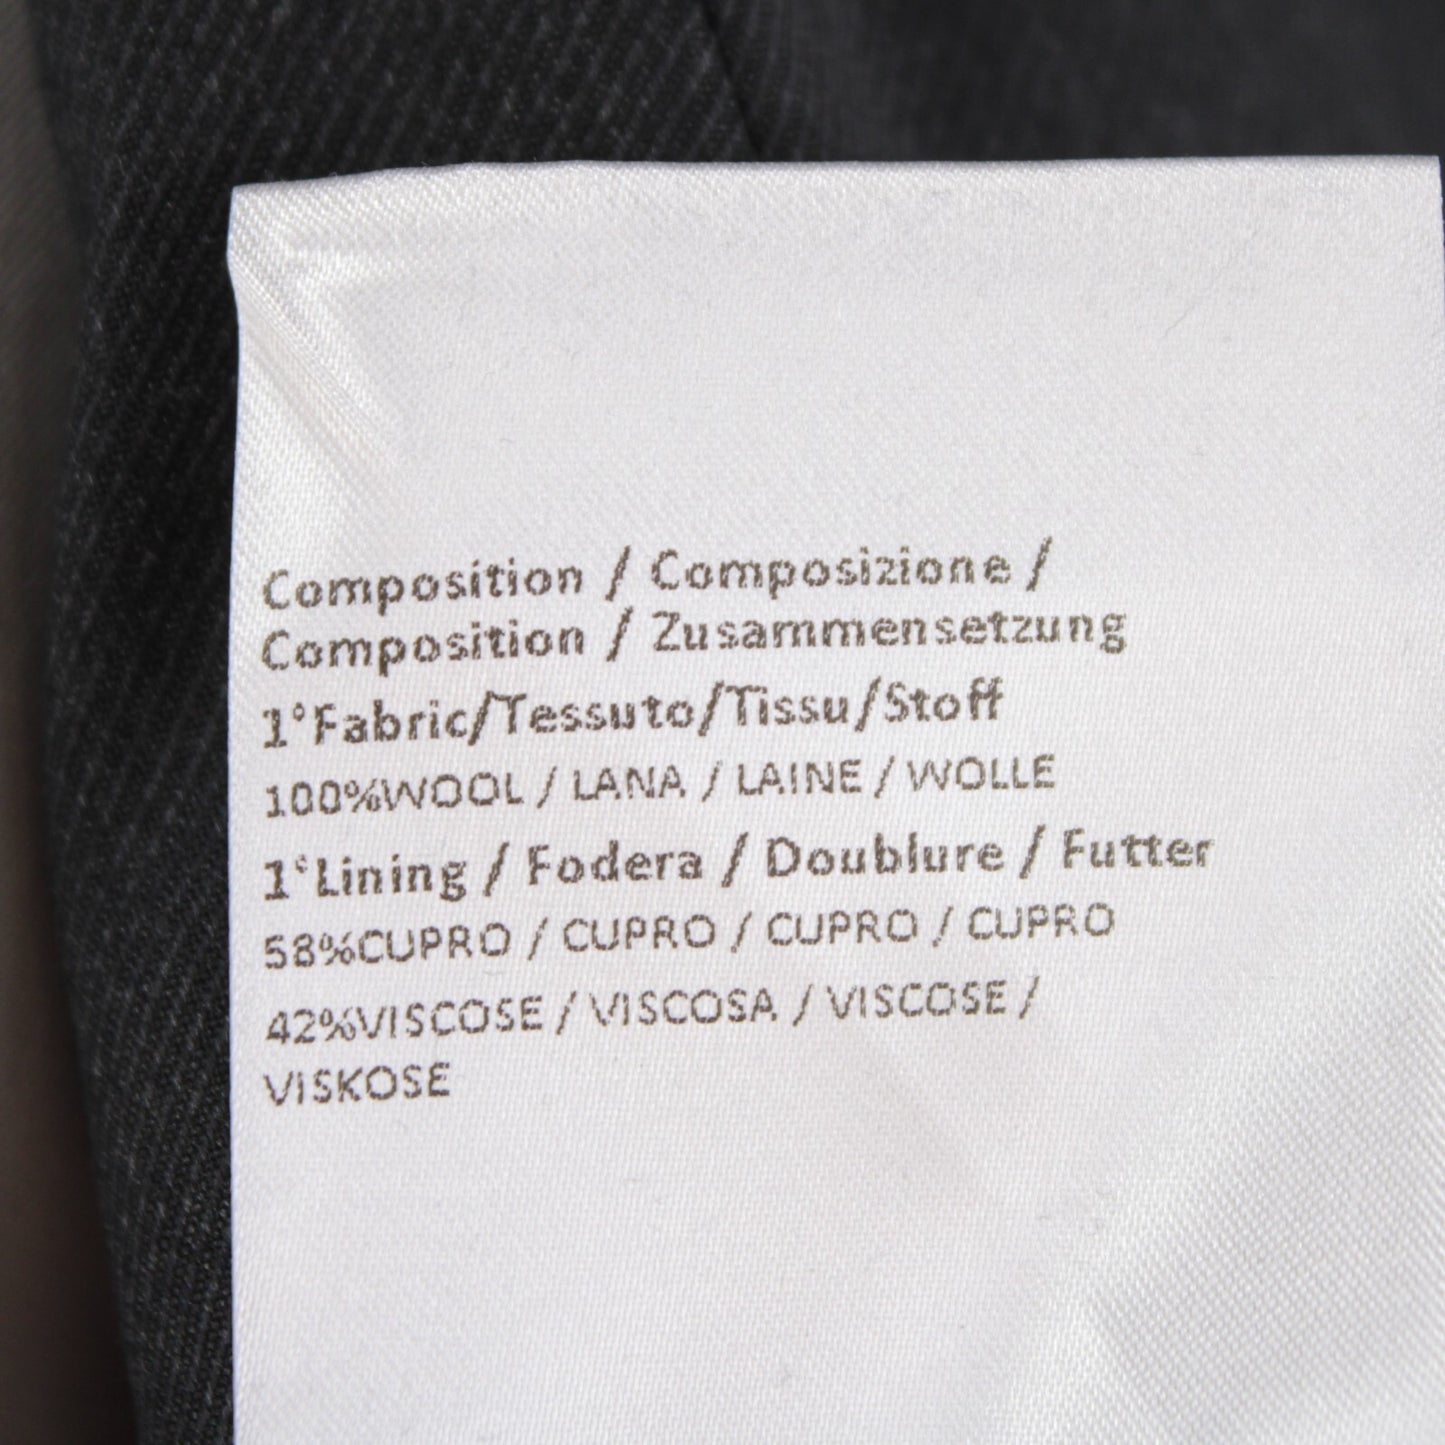 Composition / Composizione /
Composition / Zusammensetzung
1°Fabric/Tessuto/Tissu/Stoff
100%WOOL / LANA / LAINE / WOLLE
1°Lining / Fodera / Doublure / Futter
58%CUPRO / CUPRO / CUPRO / CUPRO
42%VISCOSE / VISCOSA / VISCOSE /
VISKOSE